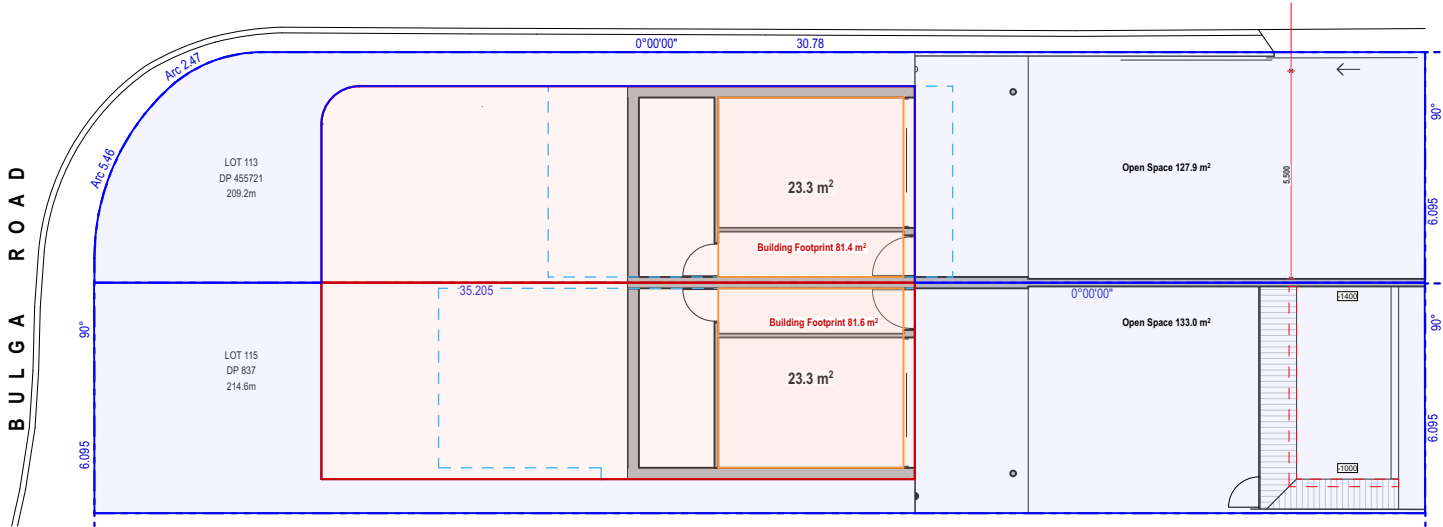 0°00'00"
30.78
Arc 2.47
90°
Arc 5.46
LOT 113
DP 455721
209.2m
23.3 m²
Open Space 127.9 m²
5,500
6.095
Building Footprint 81.4 m²
BULGA ROAD
35.205
0°00'00"
-1400
90°
Building Footprint 81.6 m²
Open Space 133.0 m²
90°
LOT 115
DP 837
214.6m
23.3 m²
6.095
6.095
-1000